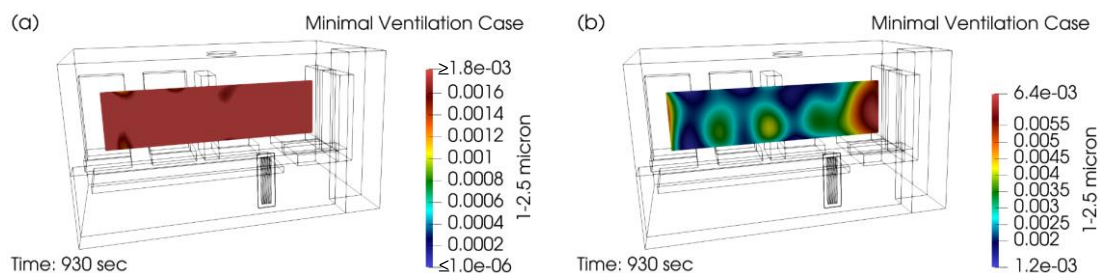 (a)
Minimal Ventilation Case
≥1.8e-03
0.0016
0.0014
0.0012
0.001
0.0008
0.0006
0.0004
0.0002
≤1.0e-06
1-2.5 micron
Time: 930 sec
(b)
Minimal Ventilation Case
6.4e-03
0.0055
0.005
0.0045
0.004
0.0035
0.003
0.0025
0.002
1.2e-03
1-2.5 micron
Time: 930 sec